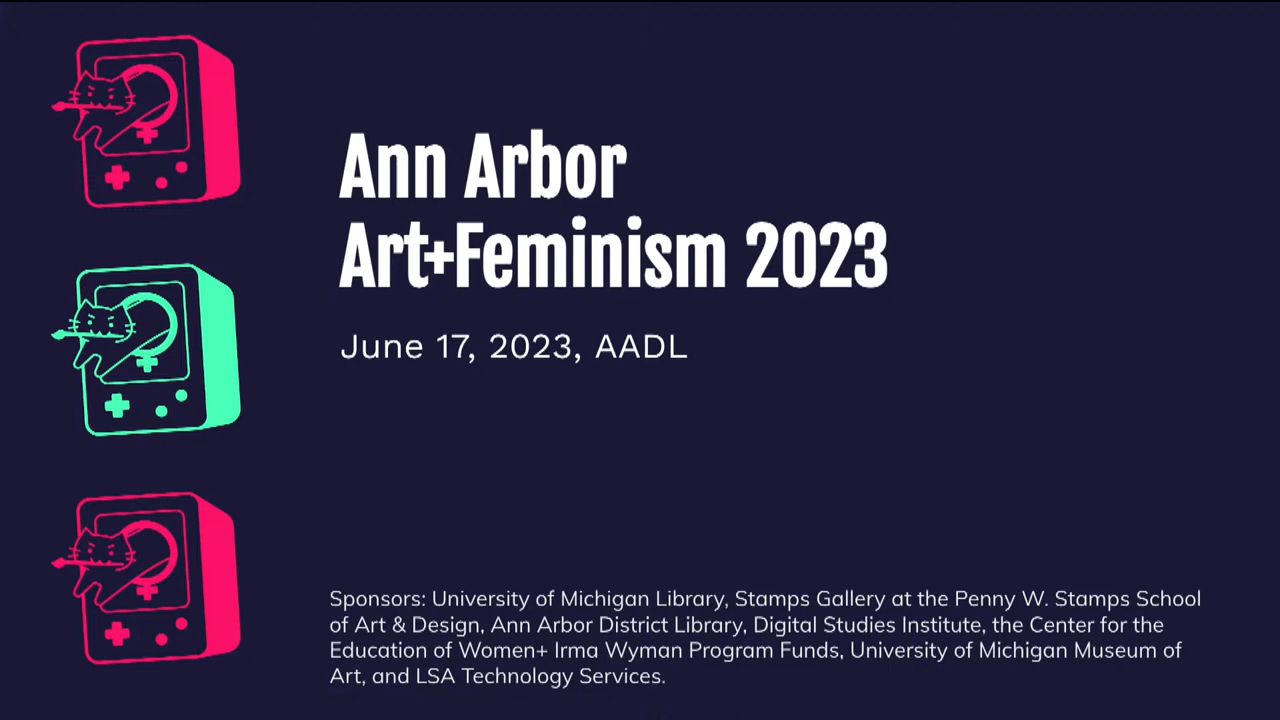 Ann Arbor
Art+Feminism 2023
June 17, 2023, AADL
Sponsors: University of Michigan Library, Stamps Gallery at the Penny W. Stamps School
of Art & Design, Ann Arbor District Library, Digital Studies Institute, the Center for the
Education of Women+ Irma Wyman Program Funds, University of Michigan Museum of
Art, and LSA Technology Services.